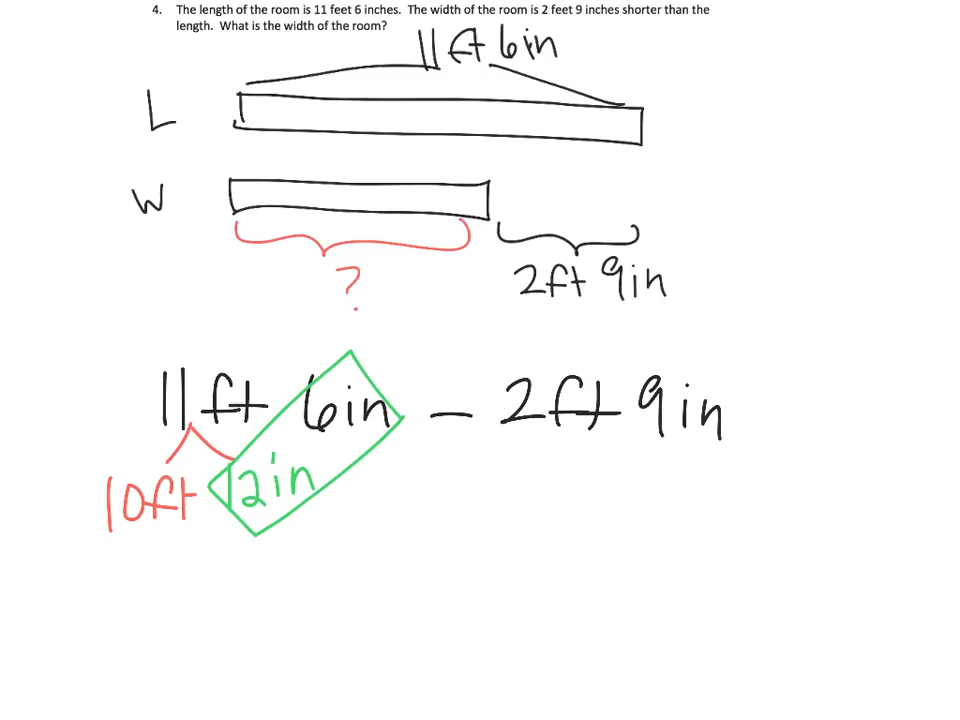 4. The length of the room is 11 feet 6 inches. The width of the room is 2 feet 9 inches shorter than the
length. What is the width of the room?
11ft 6in
L
W
?
2ft 9in
11ft 6in – 2ft 9in
10ft 12in